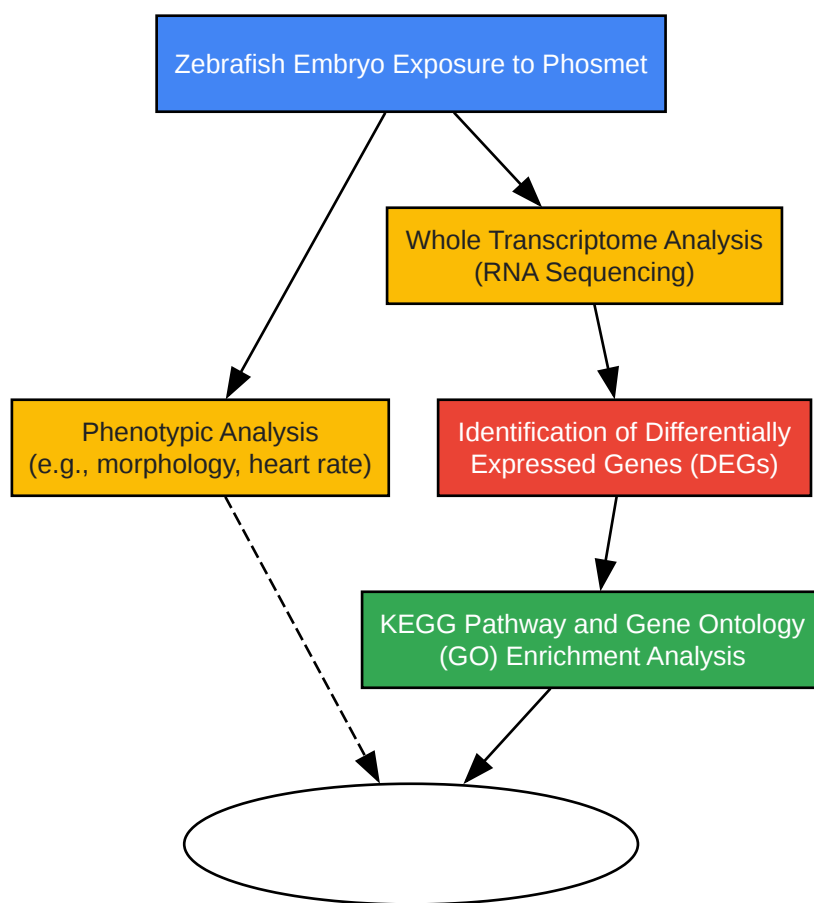 Zebrafish Embryo Exposure to Phosmet
Whole Transcriptome Analysis
(RNA Sequencing)
Phenotypic Analysis
(e.g., morphology, heart rate)
Identification of Differentially
Expressed Genes (DEGs)
KEGG Pathway and Gene Ontology
(GO) Enrichment Analysis